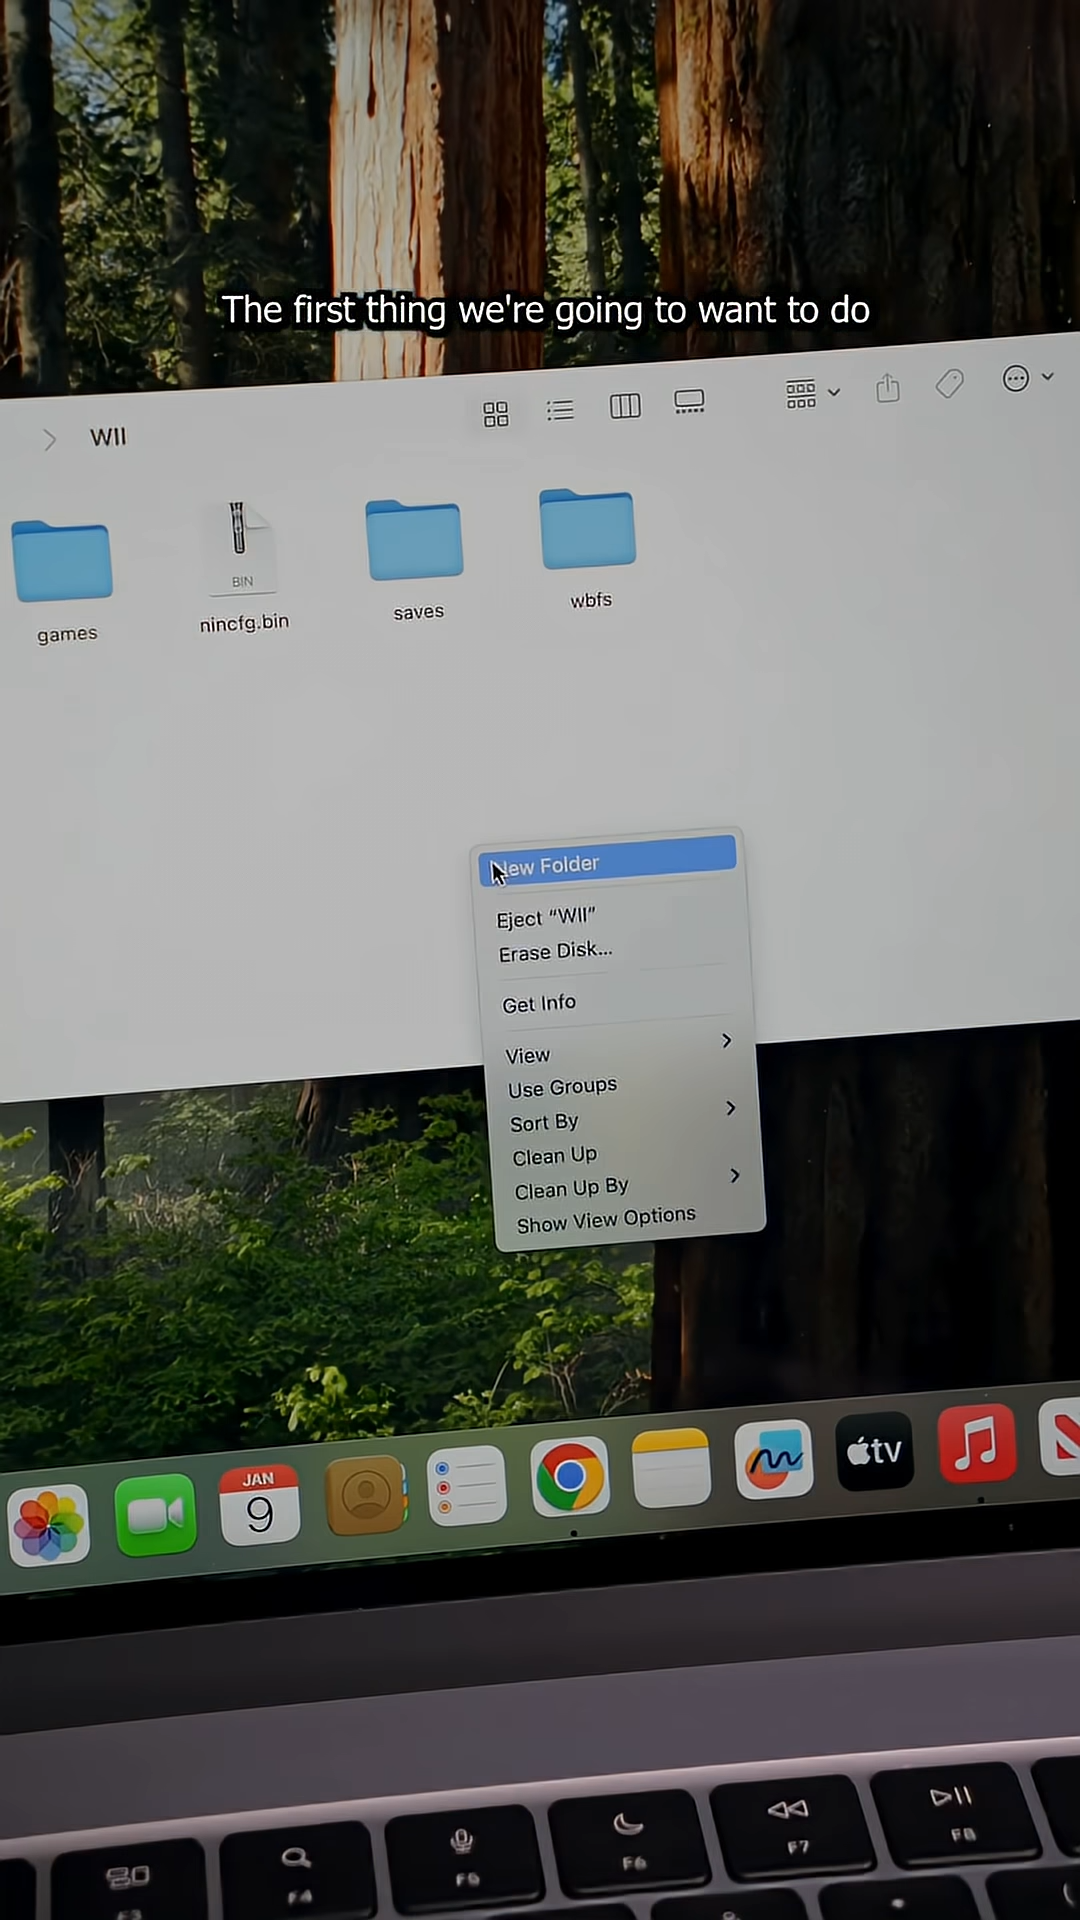 The first thing we're going to want to do
WII
BIN
games
nincfg.bin
saves
wbfs
New Folder
Eject “WII”
Erase Disk...
Get Info
View
Use Groups
Sort By
Clean Up
Clean Up By
Show View Options
JAN
9
tv
F3
F4
F5
F6
F7
F8